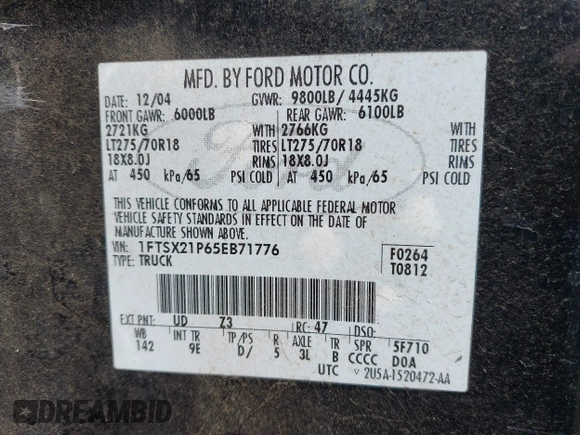 MFD. BY FORD MOTOR CO.
DATE: 12/04 GVWR: 9800LB/ 4445KG
FRONT GAWR: 6000LB REAR GAWR: 6100LB
2721KG WITH 2766KG WITH
LT275/70R18 TIRES LT275/70R18 TIRES
18X8.0J RIMS 18X8.0J RIMS
AT 450 kPa/65 PSI COLD AT 450 kPa/65 PSI COLD
THIS VEHICLE CONFORMS TO ALL APPLICABLE FEDERAL MOTOR
VEHICLE SAFETY STANDARDS IN EFFECT ON THE DATE OF
MANUFACTURE SHOWN ABOVE.
VIN: 1FTSX21P65EB71776 F0264
TYPE: TRUCK T0812
EXT PNT: UD Z3 RC: 47 DSO:
WB INT TR TP/PS R AXLE TR SPR 5F710
142 9E D/ 5 3L B CCCC DOA
UTC ▽ 2U5A-1520472-AA
Ford
DREAMBID